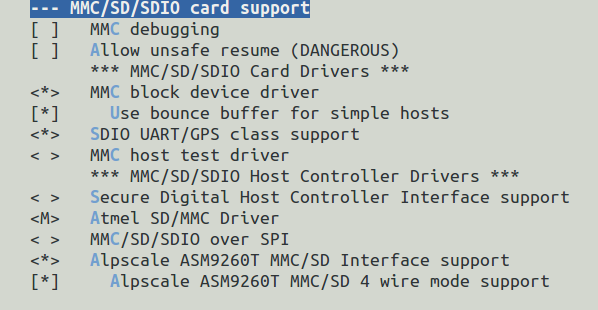 --- MMC/SD/SDIO card support
[ ]   MMC debugging
[ ]   Allow unsafe resume (DANGEROUS)
      *** MMC/SD/SDIO Card Drivers ***
<*>   MMC block device driver
[*]     Use bounce buffer for simple hosts
<*>   SDIO UART/GPS class support
< >   MMC host test driver
      *** MMC/SD/SDIO Host Controller Drivers ***
< >   Secure Digital Host Controller Interface support
<M>   Atmel SD/MMC Driver
< >   MMC/SD/SDIO over SPI
<*>   Alpscale ASM9260T MMC/SD Interface support
[*]     Alpscale ASM9260T MMC/SD 4 wire mode support